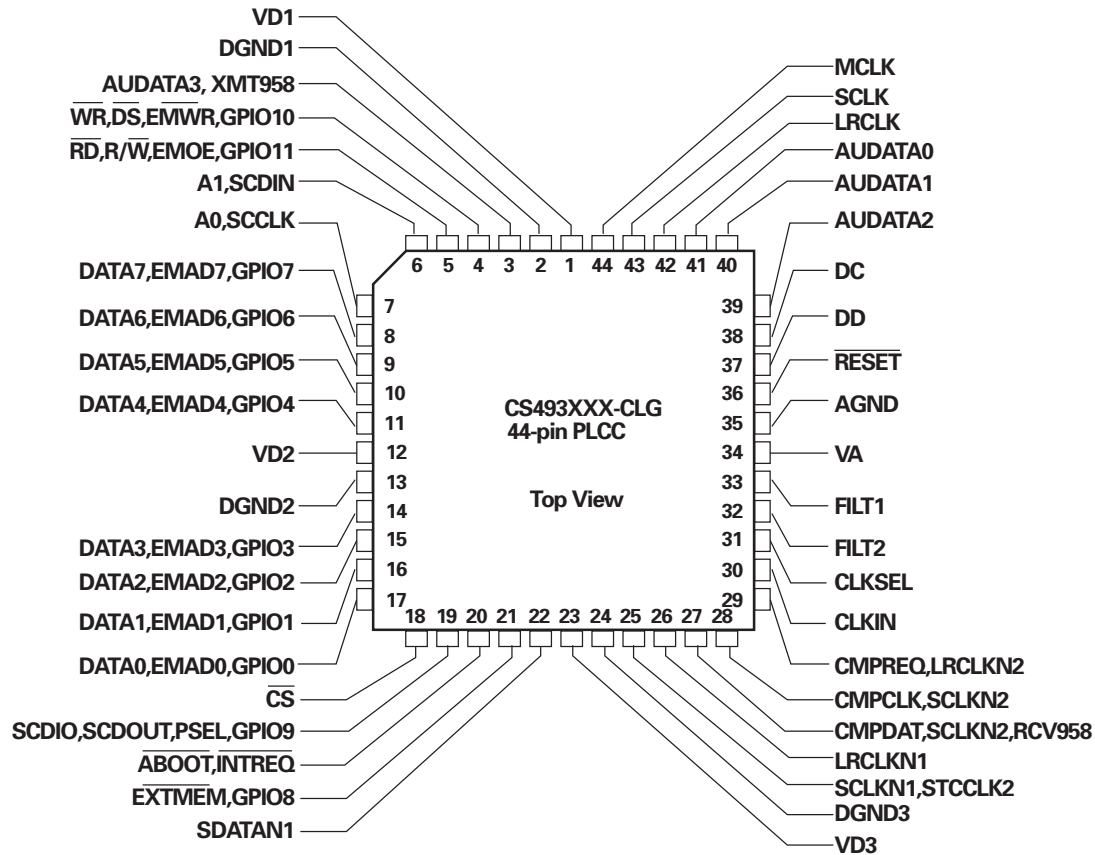 VD1
DGND1
AUDATA3, XMT958
WR,DS,EMWR,GPIO10
RD,R/W,EMOE,GPIO11
A1,SCDIN
A0,SCCLK
DATA7,EMAD7,GPIO7
DATA6,EMAD6,GPIO6
DATA5,EMAD5,GPIO5
DATA4,EMAD4,GPIO4
VD2
DGND2
DATA3,EMAD3,GPIO3
DATA2,EMAD2,GPIO2
DATA1,EMAD1,GPIO1
DATA0,EMAD0,GPIO0
CS
SCDIO,SCDOUT,PSEL,GPIO9
ABOOT,INTREQ
EXTMEM,GPIO8
SDATAN1
6 5 4 3 2 1 44 43 42 41 40
7
8
9
10
11
12
13
14
15
16
17
CS493XXX-CLG
44-pin PLCC
Top View
39
38
37
36
35
34
33
32
31
30
29
18 19 20 21 22 23 24 25 26 27 28
MCLK
SCLK
LRCLK
AUDATA0
AUDATA1
AUDATA2
DC
DD
RESET
AGND
VA
FILT1
FILT2
CLKSEL
CLKIN
CMPREQ,LRCLKN2
CMPCLK,SCLKN2
CMPDAT,SCLKN2,RCV958
LRCLKN1
SCLKN1,STCCLK2
DGND3
VD3